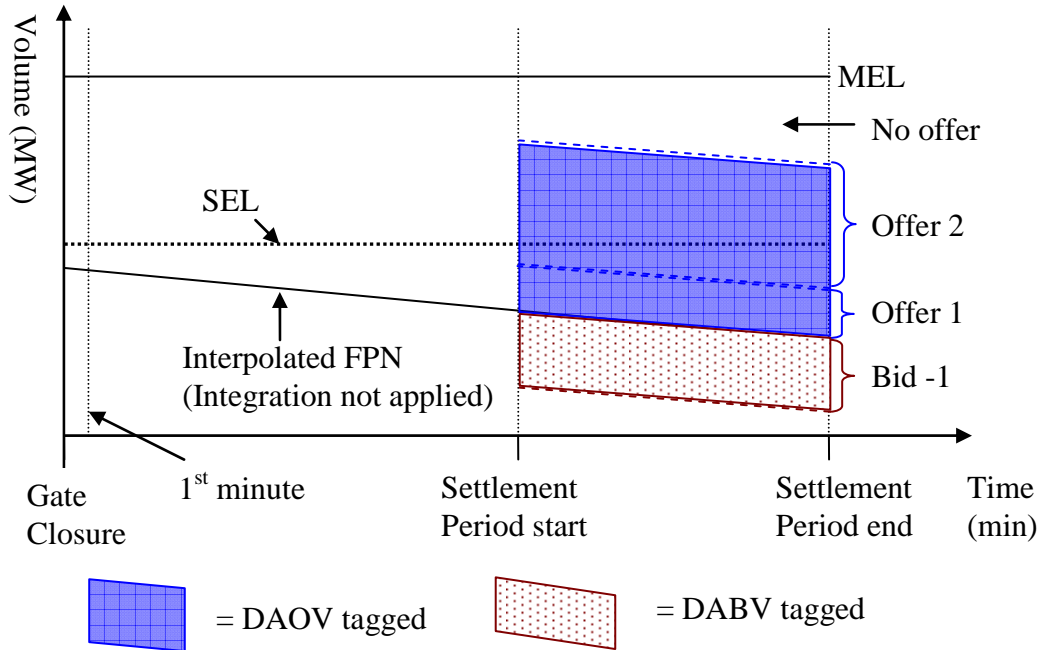 Volume (MW)
MEL
No offer
SEL
Offer 2
Offer 1
Interpolated FPN
(Integration not applied)
Bid -1
Gate
Closure
1st minute
Settlement
Period start
Settlement
Period end
Time
(min)
= DAOV tagged
= DABV tagged